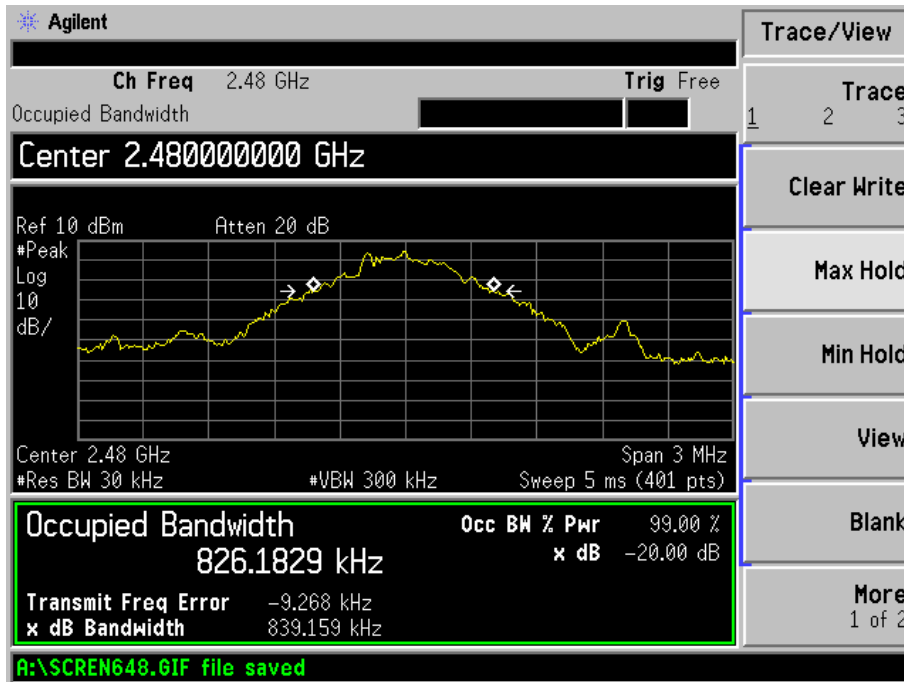 Agilent
Trace/View
Ch Freq 2.48 GHz Trig Free
Occupied Bandwidth
Center 2.480000000 GHz
Ref 10 dBm Atten 20 dB
#Peak
Log
10
dB/
Center 2.48 GHz Span 3 MHz
#Res BW 30 kHz #VBW 300 kHz Sweep 5 ms (401 pts)
Occupied Bandwidth
826.1829 kHz
Occ BW % Pwr 99.00 %
x dB -20.00 dB
Transmit Freq Error -9.268 kHz
x dB Bandwidth 839.159 kHz
A:\SCREN648.GIF file saved
Trace
1 2 3
Clear Write
Max Hold
Min Hold
View
Blank
More
1 of 2